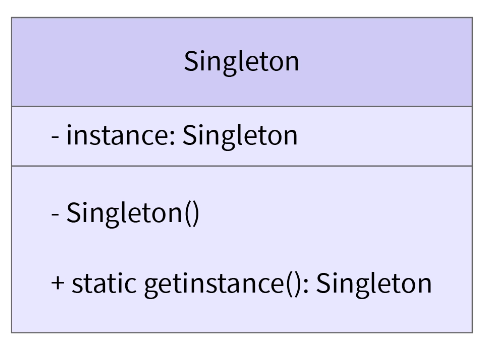 Singleton
- instance: Singleton
- Singleton()
+ static getinstance(): Singleton